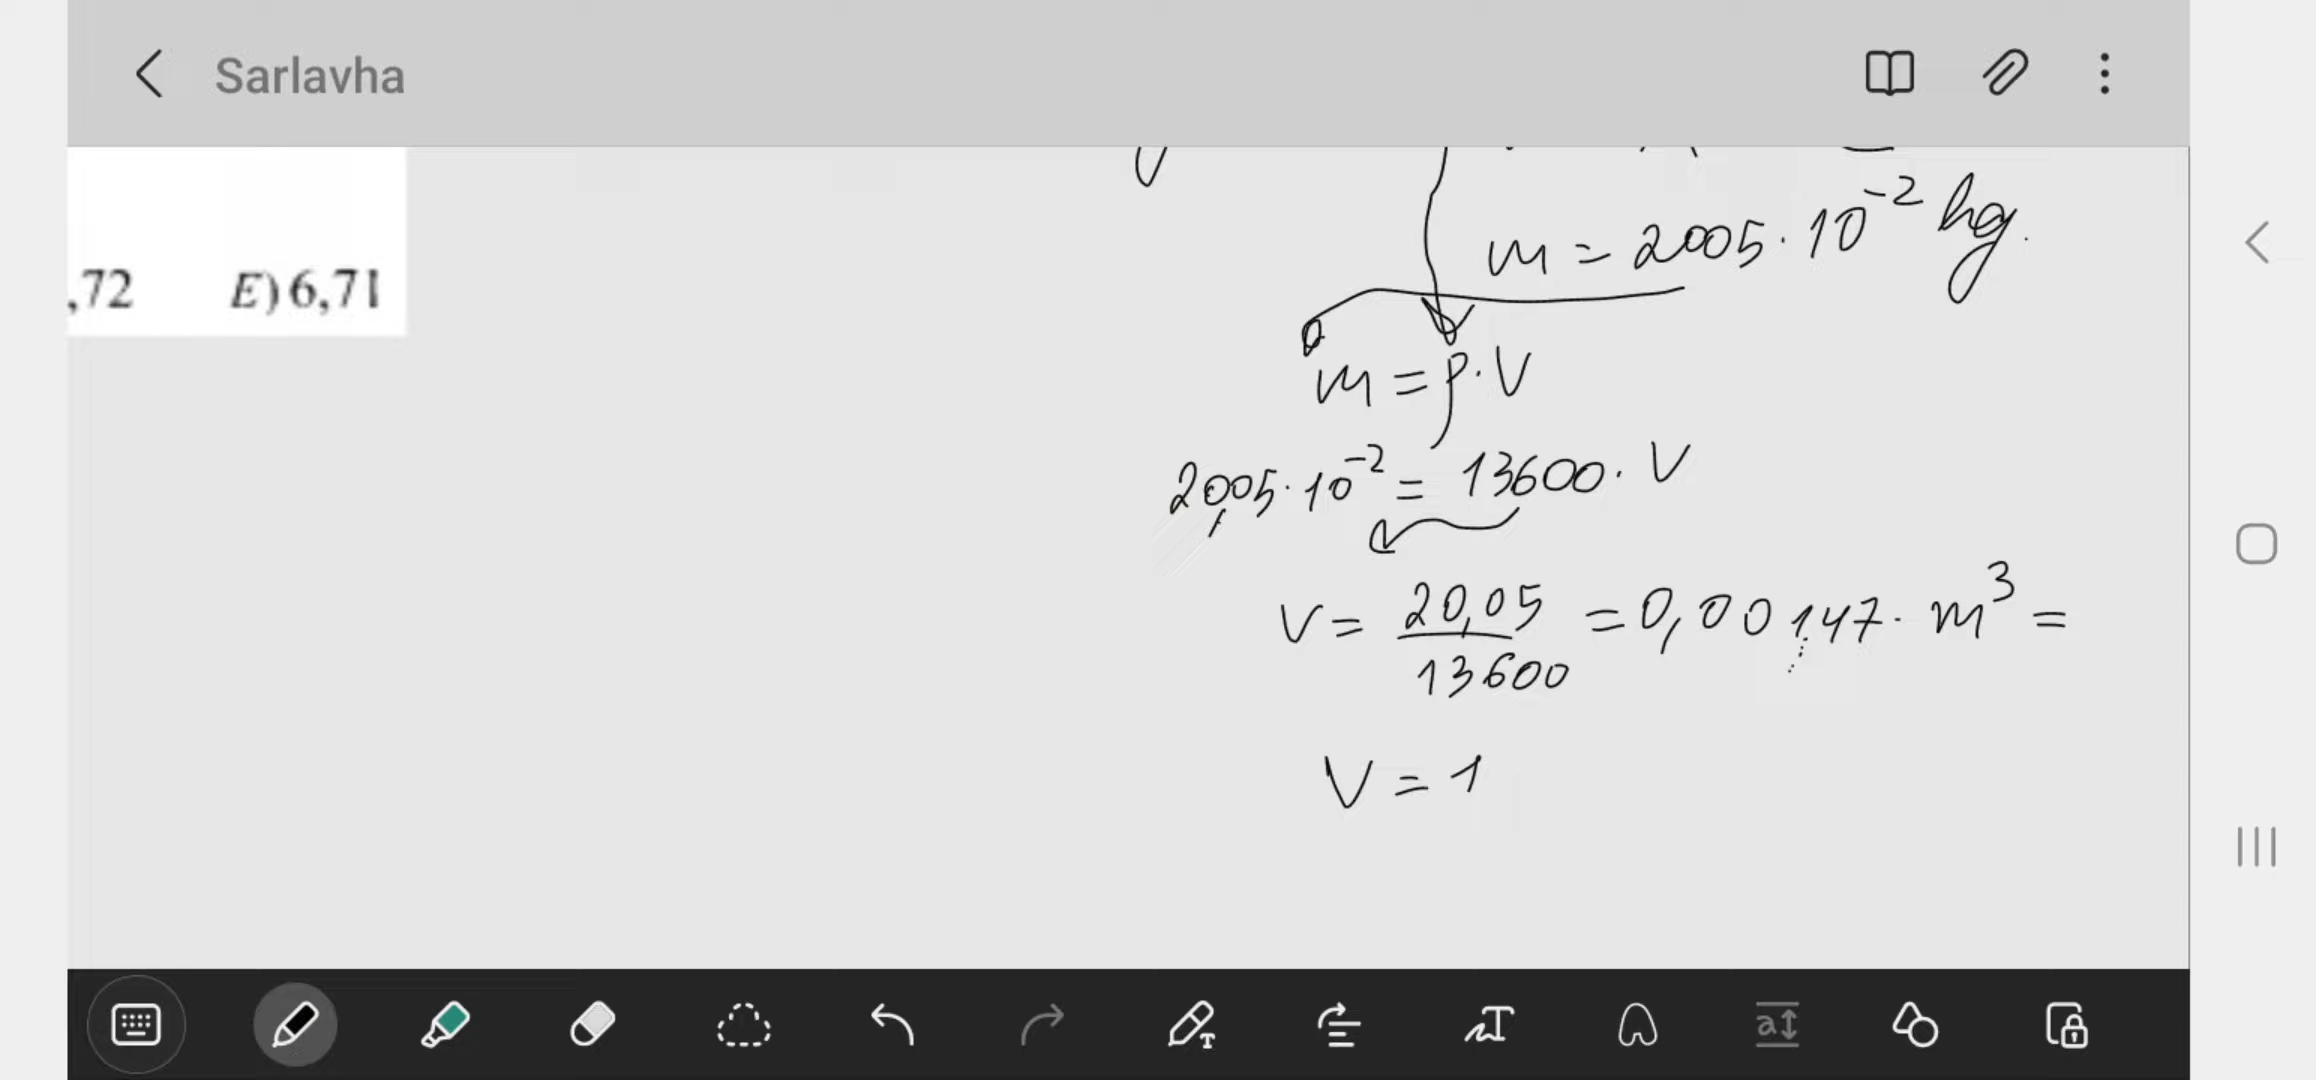 Sarlavha
,72 E) 6,71
m = 2005 · 10⁻² kg.
m = ρ · V
2005 · 10⁻² = 13600 · V
V = 20,05 / 13600 = 0,00147 · m³ =
V = 1